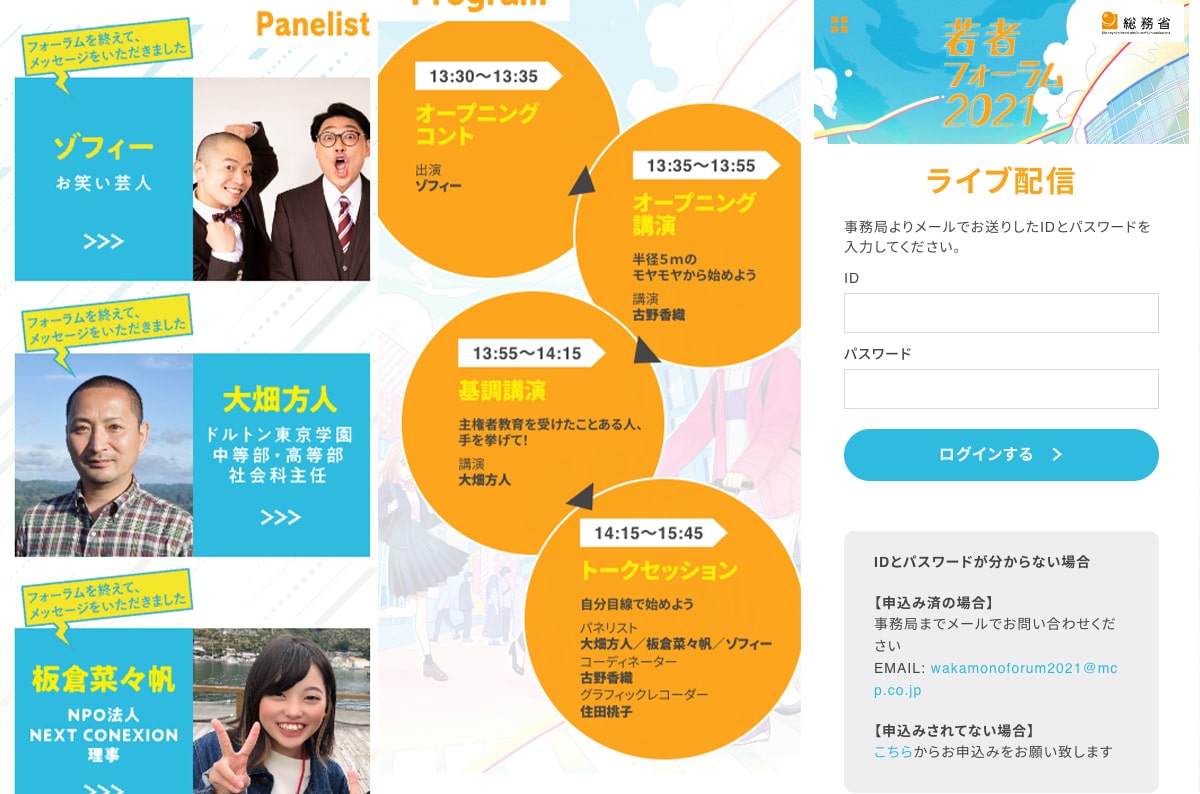 Panelist
フォーラムを終えて、
メッセージをいただきました
ゾフィー
お笑い芸人
>>>
フォーラムを終えて、
メッセージをいただきました
大畑方人
ドルトン東京学園
中等部・高等部
社会科主任
>>>
フォーラムを終えて、
メッセージをいただきました
板倉菜々帆
NPO法人
NEXT CONEXION
理事
>>>
Program
13:30〜13:35
オープニング
コント
出演
ゾフィー
13:35〜13:55
オープニング
講演
半径5mの
モヤモヤから始めよう
講演
古野香織
13:55〜14:15
基調講演
主権者教育を受けたことある人、
手を挙げて!
講演
大畑方人
14:15〜15:45
トークセッション
自分目線で始めよう
パネリスト
大畑方人／板倉菜々帆／ゾフィー
コーディネーター
古野香織
グラフィックレコーダー
住田桃子
総務省
若者
フォーラム
2021
ライブ配信
事務局よりメールでお送りしたIDとパスワードを
入力してください。
ID
パスワード
ログインする >
IDとパスワードが分からない場合
【申込み済の場合】
事務局までメールでお問い合わせくだ
さい
EMAIL: wakamonoforum2021@mc
p.co.jp
【申込みされてない場合】
こちらからお申込みをお願い致します